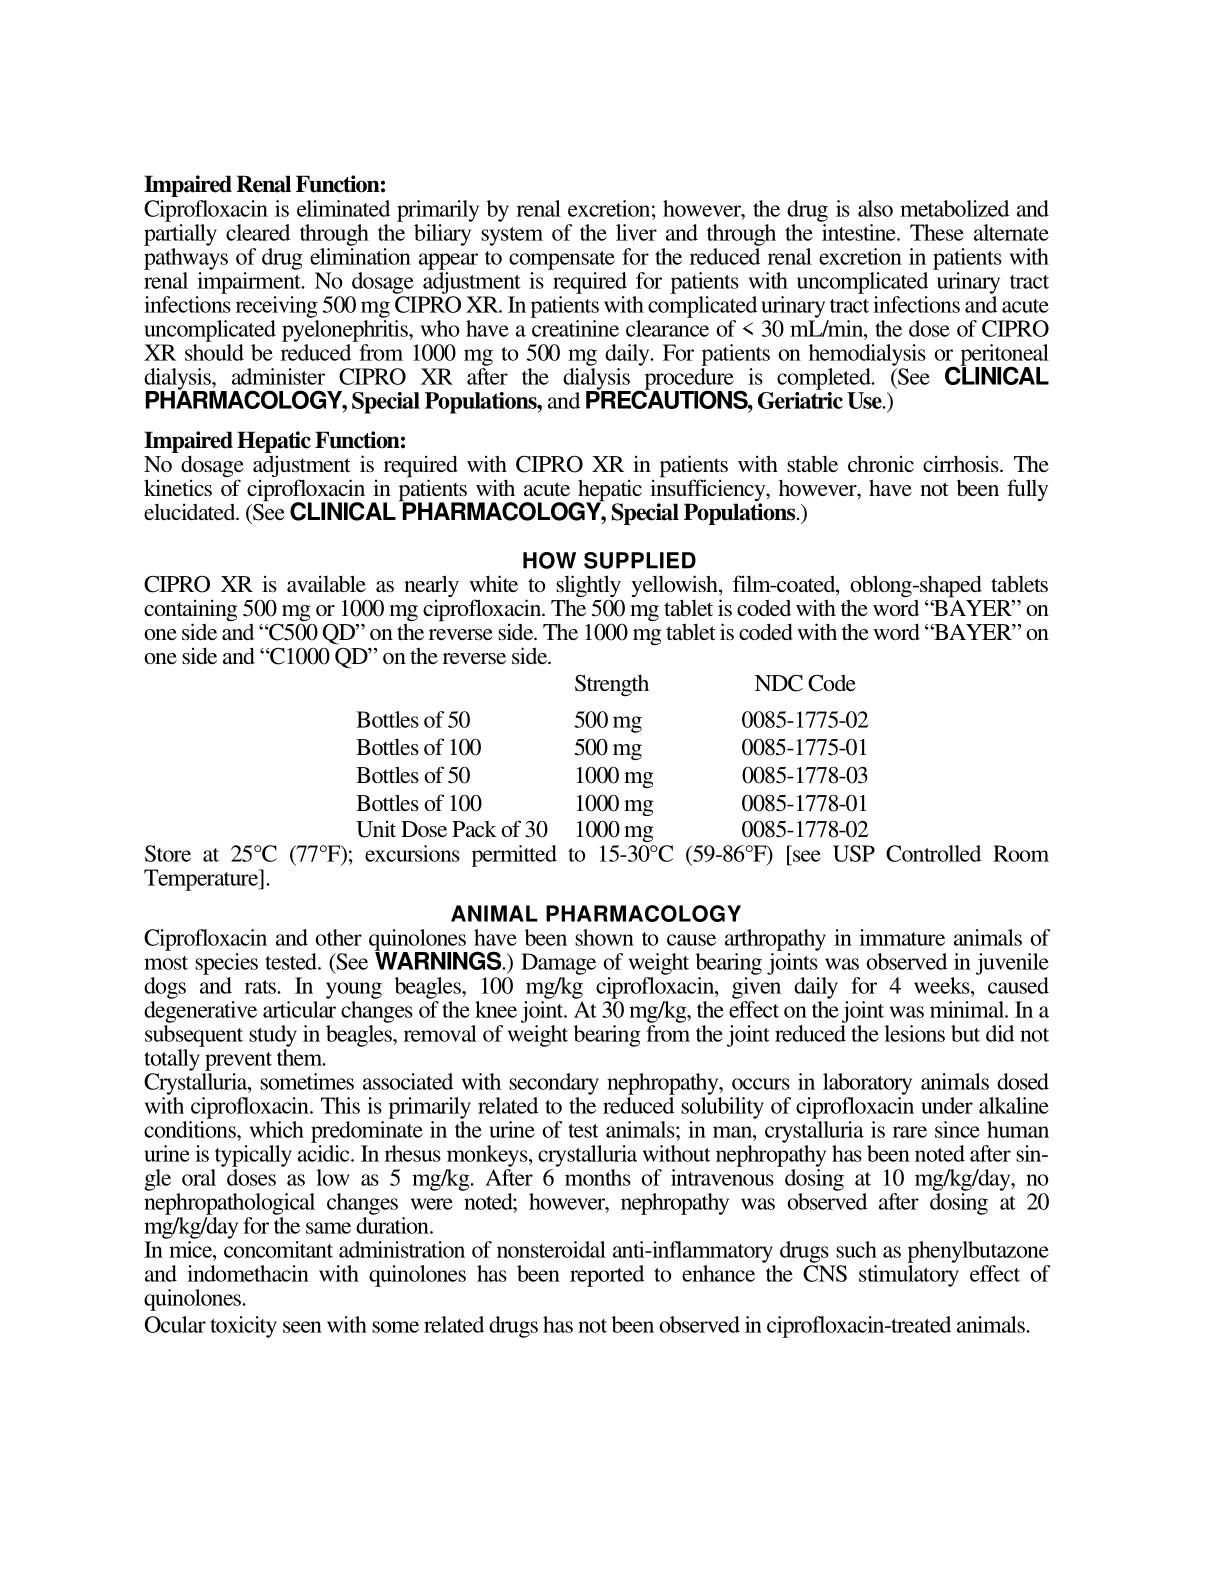 Impaired Renal Function:
Ciprofloxacin is eliminated primarily by renal excretion; however, the drug is also metabolized and
partially cleared through the biliary system of the liver and through the intestine. These alternate
pathways of drug elimination appear to compensate for the reduced renal excretion in patients with
renal impairment. No dosage adjustment is required for patients with uncomplicated urinary tract
infections receiving 500 mg CIPRO XR. In patients with complicated urinary tract infections and acute
uncomplicated pyelonephritis, who have a creatinine clearance of < 30 mL/min, the dose of CIPRO
XR should be reduced from 1000 mg to 500 mg daily. For patients on hemodialysis or peritoneal
dialysis, administer CIPRO XR after the dialysis procedure is completed. (See CLINICAL
PHARMACOLOGY, Special Populations, and PRECAUTIONS, Geriatric Use.)
Impaired Hepatic Function:
No dosage adjustment is required with CIPRO XR in patients with stable chronic cirrhosis. The
kinetics of ciprofloxacin in patients with acute hepatic insufficiency, however, have not been fully
elucidated. (See CLINICAL PHARMACOLOGY, Special Populations.)
HOW SUPPLIED
CIPRO XR is available as nearly white to slightly yellowish, film-coated, oblong-shaped tablets
containing 500 mg or 1000 mg ciprofloxacin. The 500 mg tablet is coded with the word “BAYER” on
one side and “C500 QD” on the reverse side. The 1000 mg tablet is coded with the word “BAYER” on
one side and “C1000 QD” on the reverse side.
Strength NDC Code
Bottles of 50 500 mg 0085-1775-02
Bottles of 100 500 mg 0085-1775-01
Bottles of 50 1000 mg 0085-1778-03
Bottles of 100 1000 mg 0085-1778-01
Unit Dose Pack of 30 1000 mg 0085-1778-02
Store at 25°C (77°F); excursions permitted to 15-30°C (59-86°F) [see USP Controlled Room
Temperature].
ANIMAL PHARMACOLOGY
Ciprofloxacin and other quinolones have been shown to cause arthropathy in immature animals of
most species tested. (See WARNINGS.) Damage of weight bearing joints was observed in juvenile
dogs and rats. In young beagles, 100 mg/kg ciprofloxacin, given daily for 4 weeks, caused
degenerative articular changes of the knee joint. At 30 mg/kg, the effect on the joint was minimal. In a
subsequent study in beagles, removal of weight bearing from the joint reduced the lesions but did not
totally prevent them.
Crystalluria, sometimes associated with secondary nephropathy, occurs in laboratory animals dosed
with ciprofloxacin. This is primarily related to the reduced solubility of ciprofloxacin under alkaline
conditions, which predominate in the urine of test animals; in man, crystalluria is rare since human
urine is typically acidic. In rhesus monkeys, crystalluria without nephropathy has been noted after sin-
gle oral doses as low as 5 mg/kg. After 6 months of intravenous dosing at 10 mg/kg/day, no
nephropathological changes were noted; however, nephropathy was observed after dosing at 20
mg/kg/day for the same duration.
In mice, concomitant administration of nonsteroidal anti-inflammatory drugs such as phenylbutazone
and indomethacin with quinolones has been reported to enhance the CNS stimulatory effect of
quinolones.
Ocular toxicity seen with some related drugs has not been observed in ciprofloxacin-treated animals.